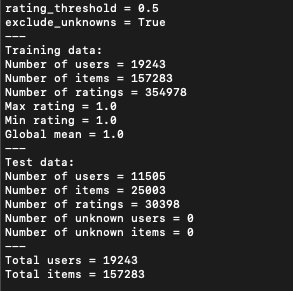 rating_threshold = 0.5
exclude_unknowns = True
---
Training data:
Number of users = 19243
Number of items = 157283
Number of ratings = 354978
Max rating = 1.0
Min rating = 1.0
Global mean = 1.0
---
Test data:
Number of users = 11505
Number of items = 25003
Number of ratings = 30398
Number of unknown users = 0
Number of unknown items = 0
---
Total users = 19243
Total items = 157283